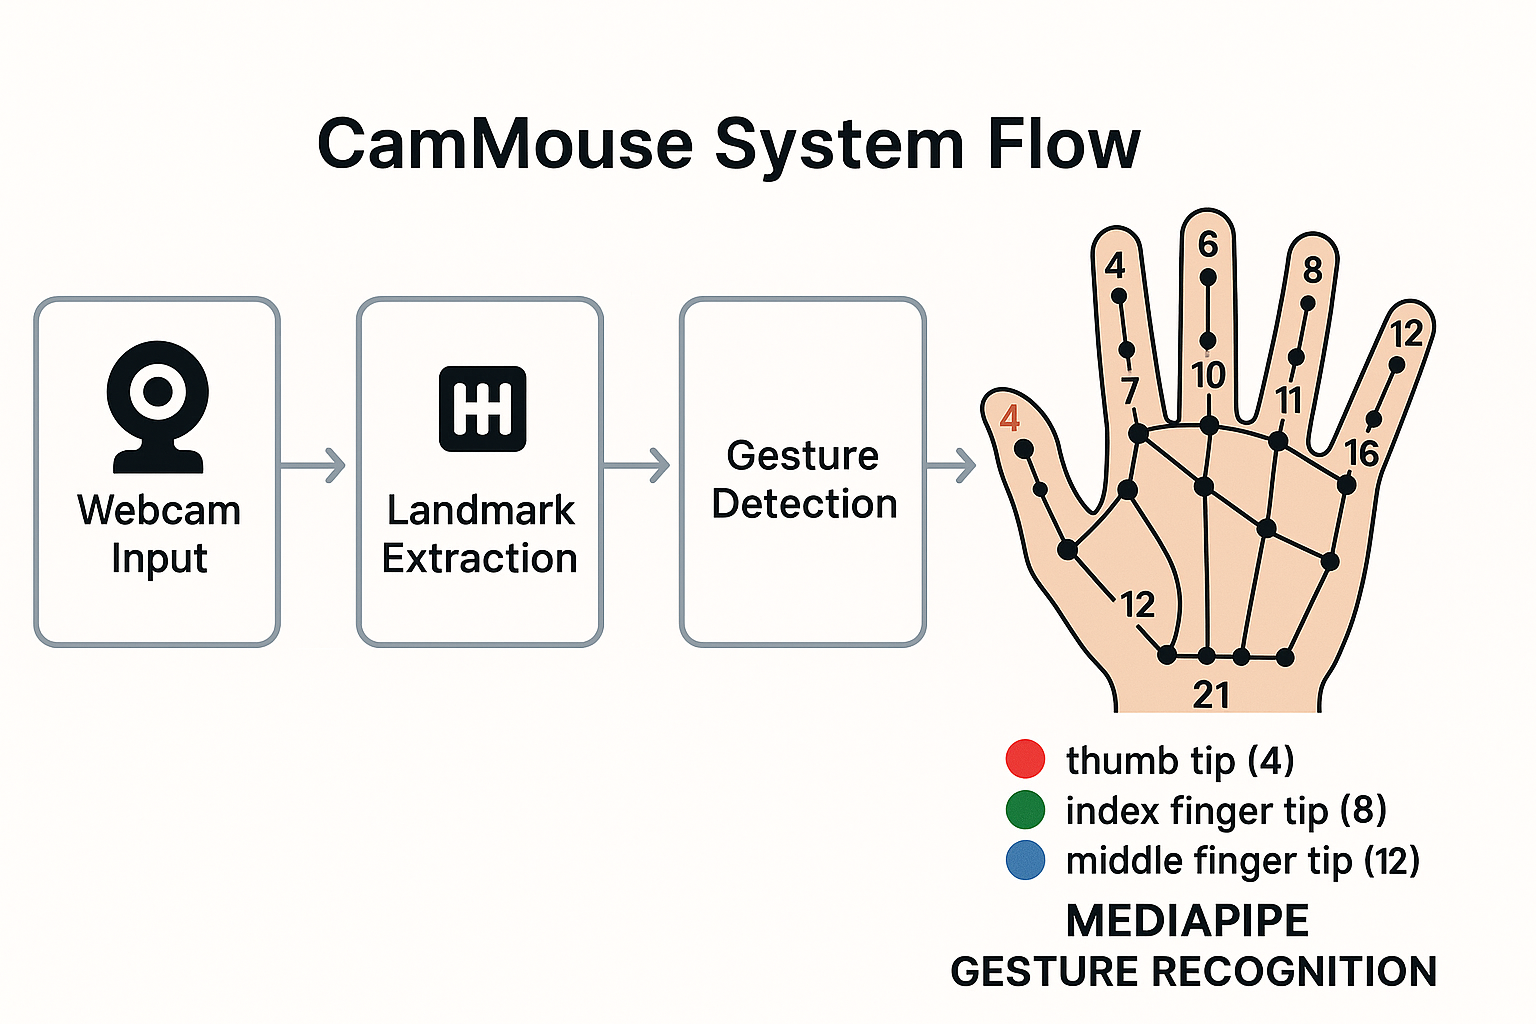 CamMouse System Flow
Webcam
Input
Landmark
Extraction
Gesture
Detection
4
6
8
12
4
7
10
11
16
12
21
thumb tip (4)
index finger tip (8)
middle finger tip (12)
MEDIAPIPE
GESTURE RECOGNITION